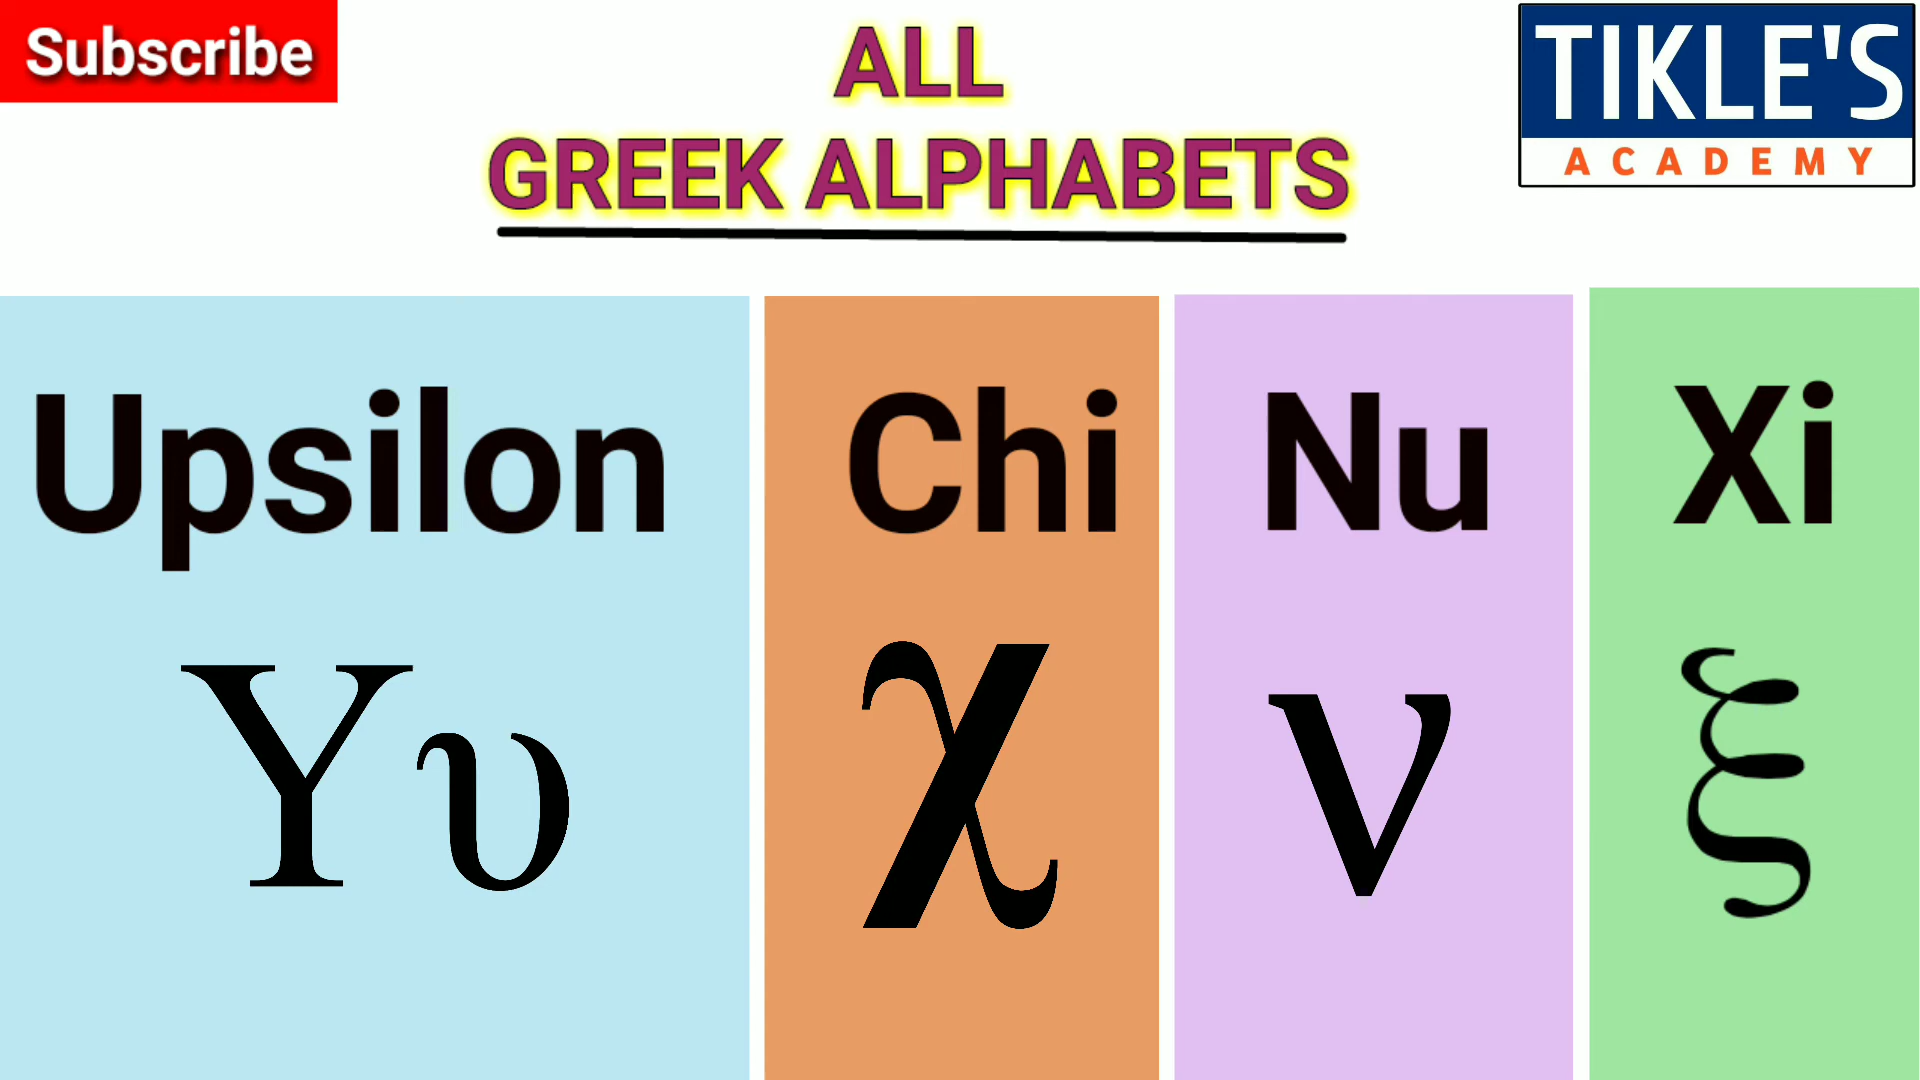 Subscribe
ALL
GREEK ALPHABETS
TIKLE'S
ACADEMY
Upsilon
Υυ
Chi
χ
Nu
ν
Xi
ξ